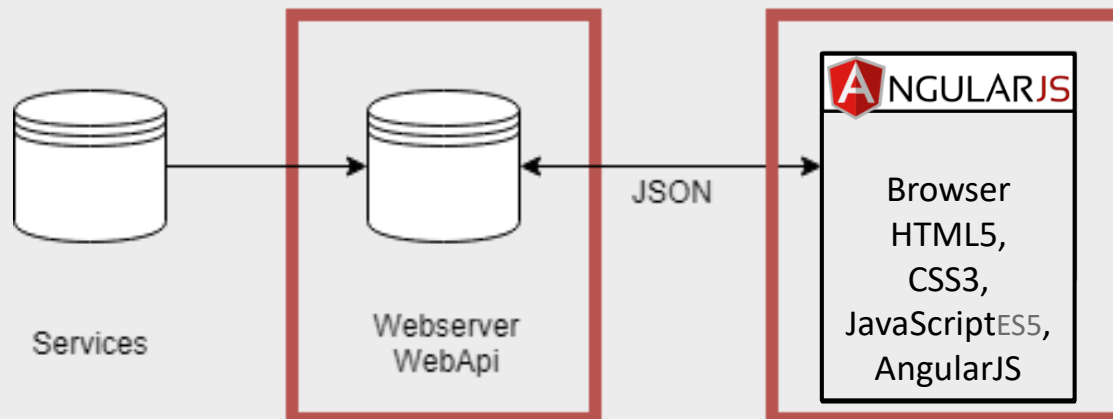 ANGULARJS
JSON
Browser
HTML5,
CSS3,
JavaScriptES5,
AngularJS
Webserver
WebApi
Services